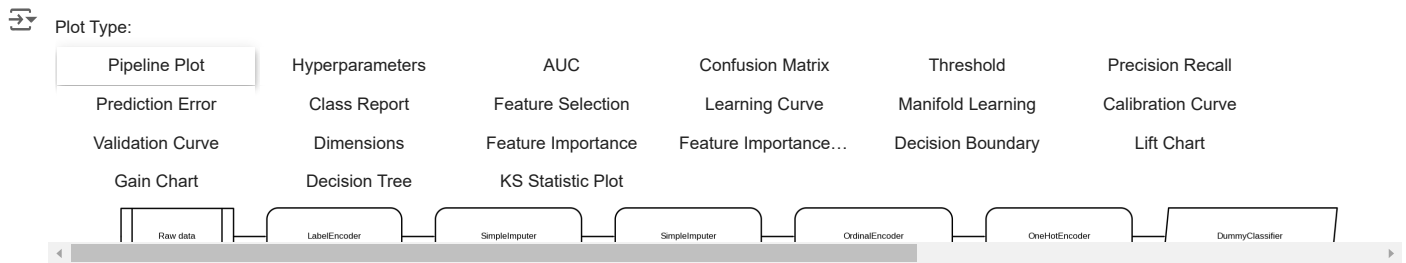 Plot Type:
Pipeline Plot Hyperparameters AUC Confusion Matrix Threshold Precision Recall
Prediction Error Class Report Feature Selection Learning Curve Manifold Learning Calibration Curve
Validation Curve Dimensions Feature Importance Feature Importance… Decision Boundary Lift Chart
Gain Chart Decision Tree KS Statistic Plot
Raw data LabelEncoder SimpleImputer SimpleImputer OrdinalEncoder OneHotEncoder DummyClassifier